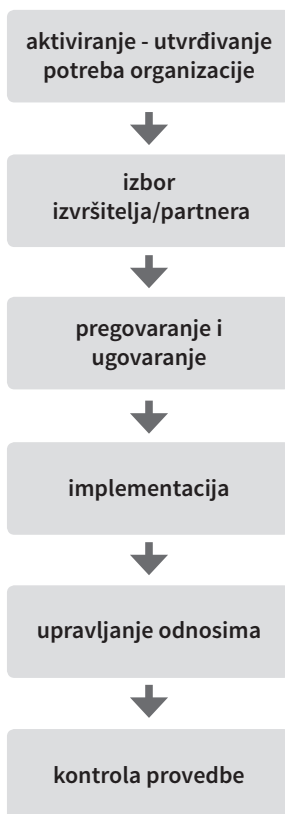 aktiviranje - utvrđivanje
potreba organizacije
izbor
izvršitelja/partnera
pregovaranje i
ugovaranje
implementacija
upravljanje odnosima
kontrola provedbe